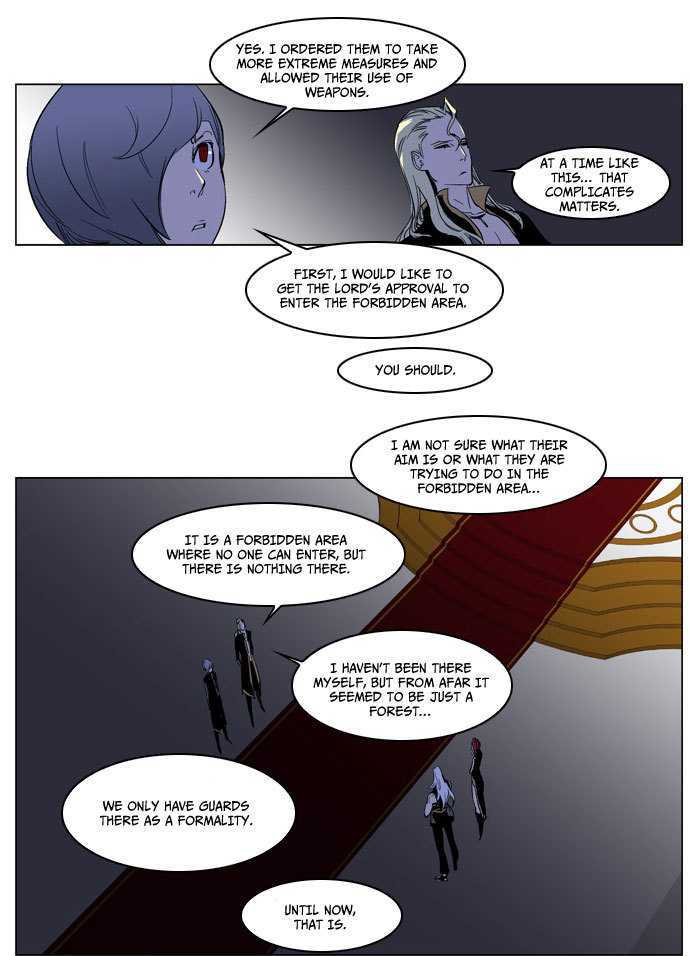 YES. I ORDERED THEM TO TAKE
MORE EXTREME MEASURES AND
ALLOWED THEIR USE OF
WEAPONS.
AT A TIME LIKE
THIS... THAT
COMPLICATES
MATTERS.
FIRST, I WOULD LIKE TO
GET THE LORD'S APPROVAL TO
ENTER THE FORBIDDEN AREA.
YOU SHOULD.
I AM NOT SURE WHAT THEIR
AIM IS OR WHAT THEY ARE
TRYING TO DO IN THE
FORBIDDEN AREA...
IT IS A FORBIDDEN AREA
WHERE NO ONE CAN ENTER, BUT
THERE IS NOTHING THERE.
I HAVEN'T BEEN THERE
MYSELF, BUT FROM AFAR IT
SEEMED TO BE JUST A
FOREST...
WE ONLY HAVE GUARDS
THERE AS A FORMALITY.
UNTIL NOW,
THAT IS.